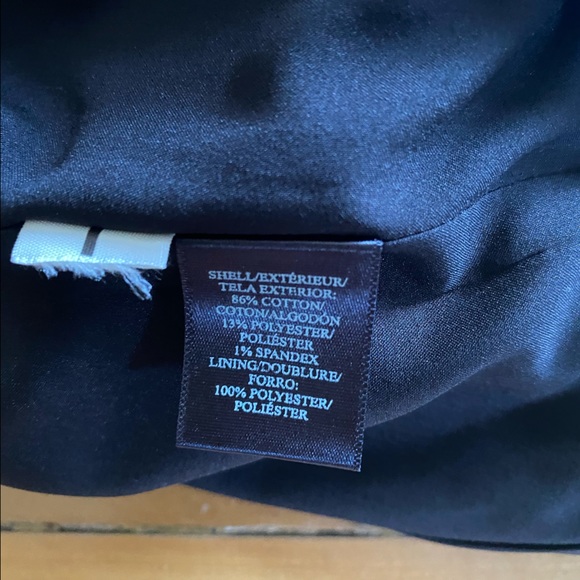 SHELL/EXTÉRIEUR/
TELA EXTERIOR:
86% COTTON/
COTON/ALGODÓN
13% POLYESTER/
POLIÉSTER
1% SPANDEX
LINING/DOUBLURE/
FORRO:
100% POLYESTER/
POLIÉSTER